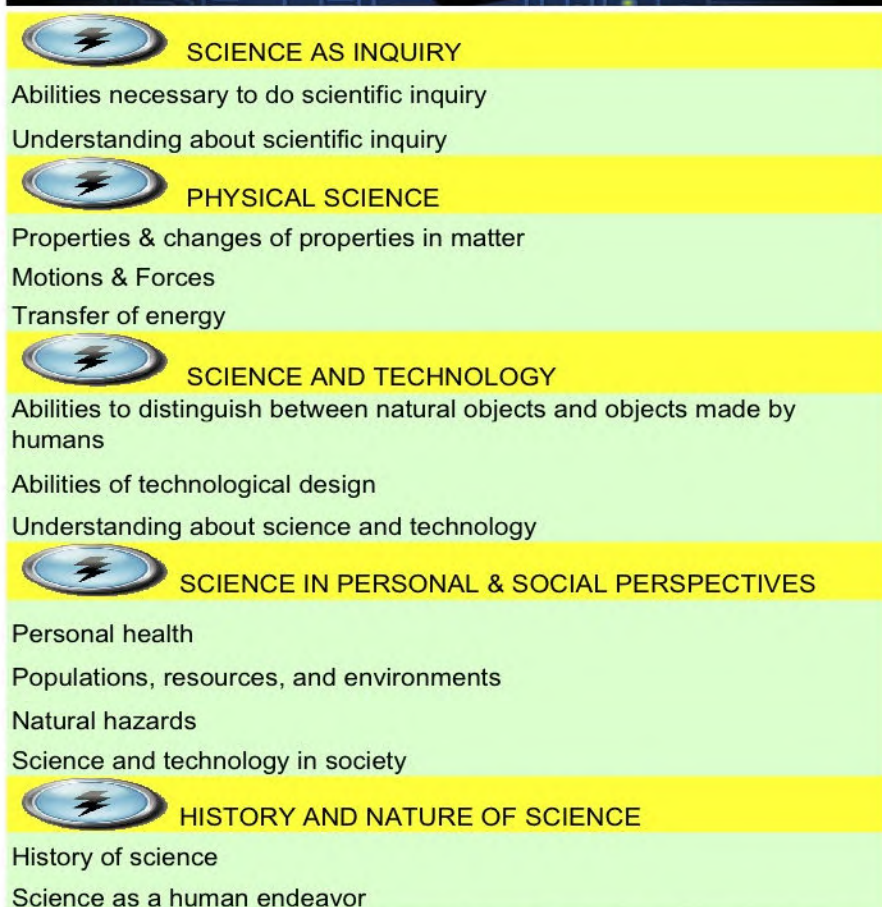 SCIENCE AS INQUIRY
Abilities necessary to do scientific inquiry
Understanding about scientific inquiry
PHYSICAL SCIENCE
Properties & changes of properties in matter
Motions & Forces
Transfer of energy
SCIENCE AND TECHNOLOGY
Abilities to distinguish between natural objects and objects made by
humans
Abilities of technological design
Understanding about science and technology
SCIENCE IN PERSONAL & SOCIAL PERSPECTIVES
Personal health
Populations, resources, and environments
Natural hazards
Science and technology in society
HISTORY AND NATURE OF SCIENCE
History of science
Science as a human endeavor